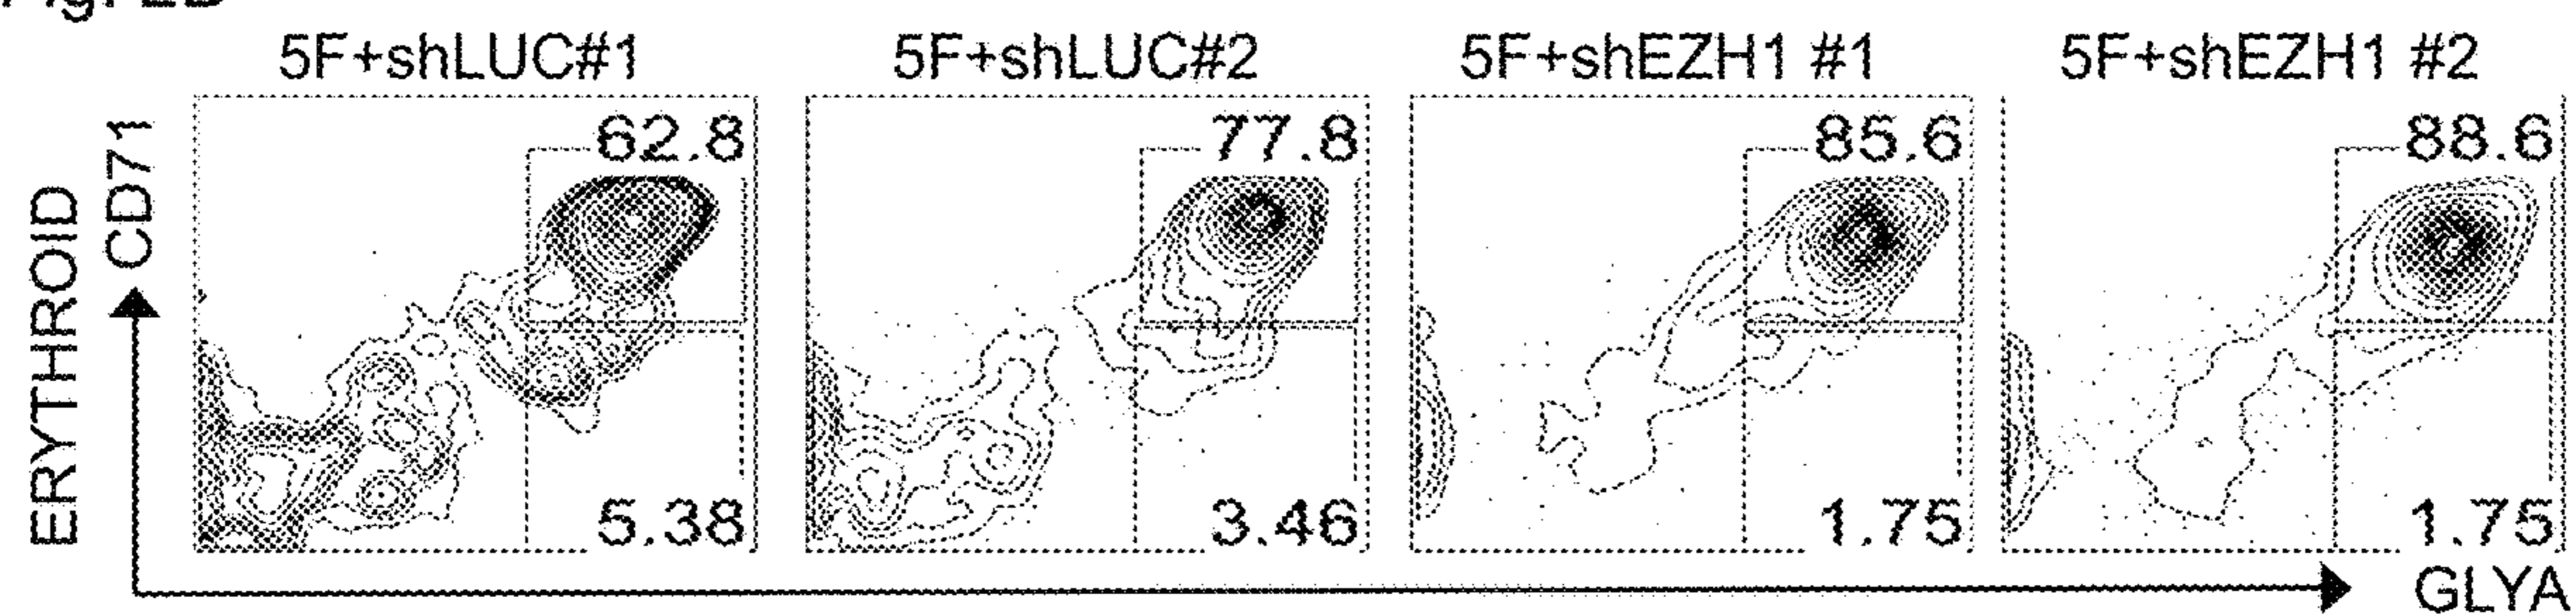 5F+shLUC#1 5F+shLUC#2 5F+shEZH1 #1 5F+shEZH1 #2
ERYTHROID
CD71
62.8 77.8 85.6 88.6
5.38 3.46 1.75 1.75
GLYA